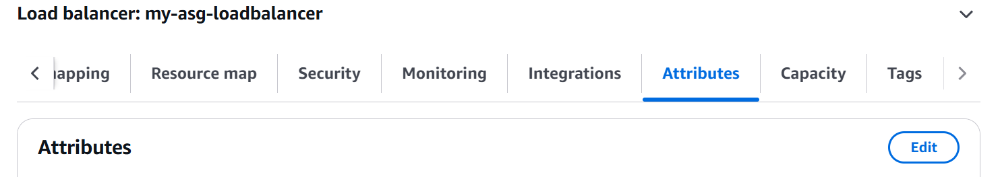 Load balancer: my-asg-loadbalancer
apping Resource map Security Monitoring Integrations Attributes Capacity Tags
Attributes Edit